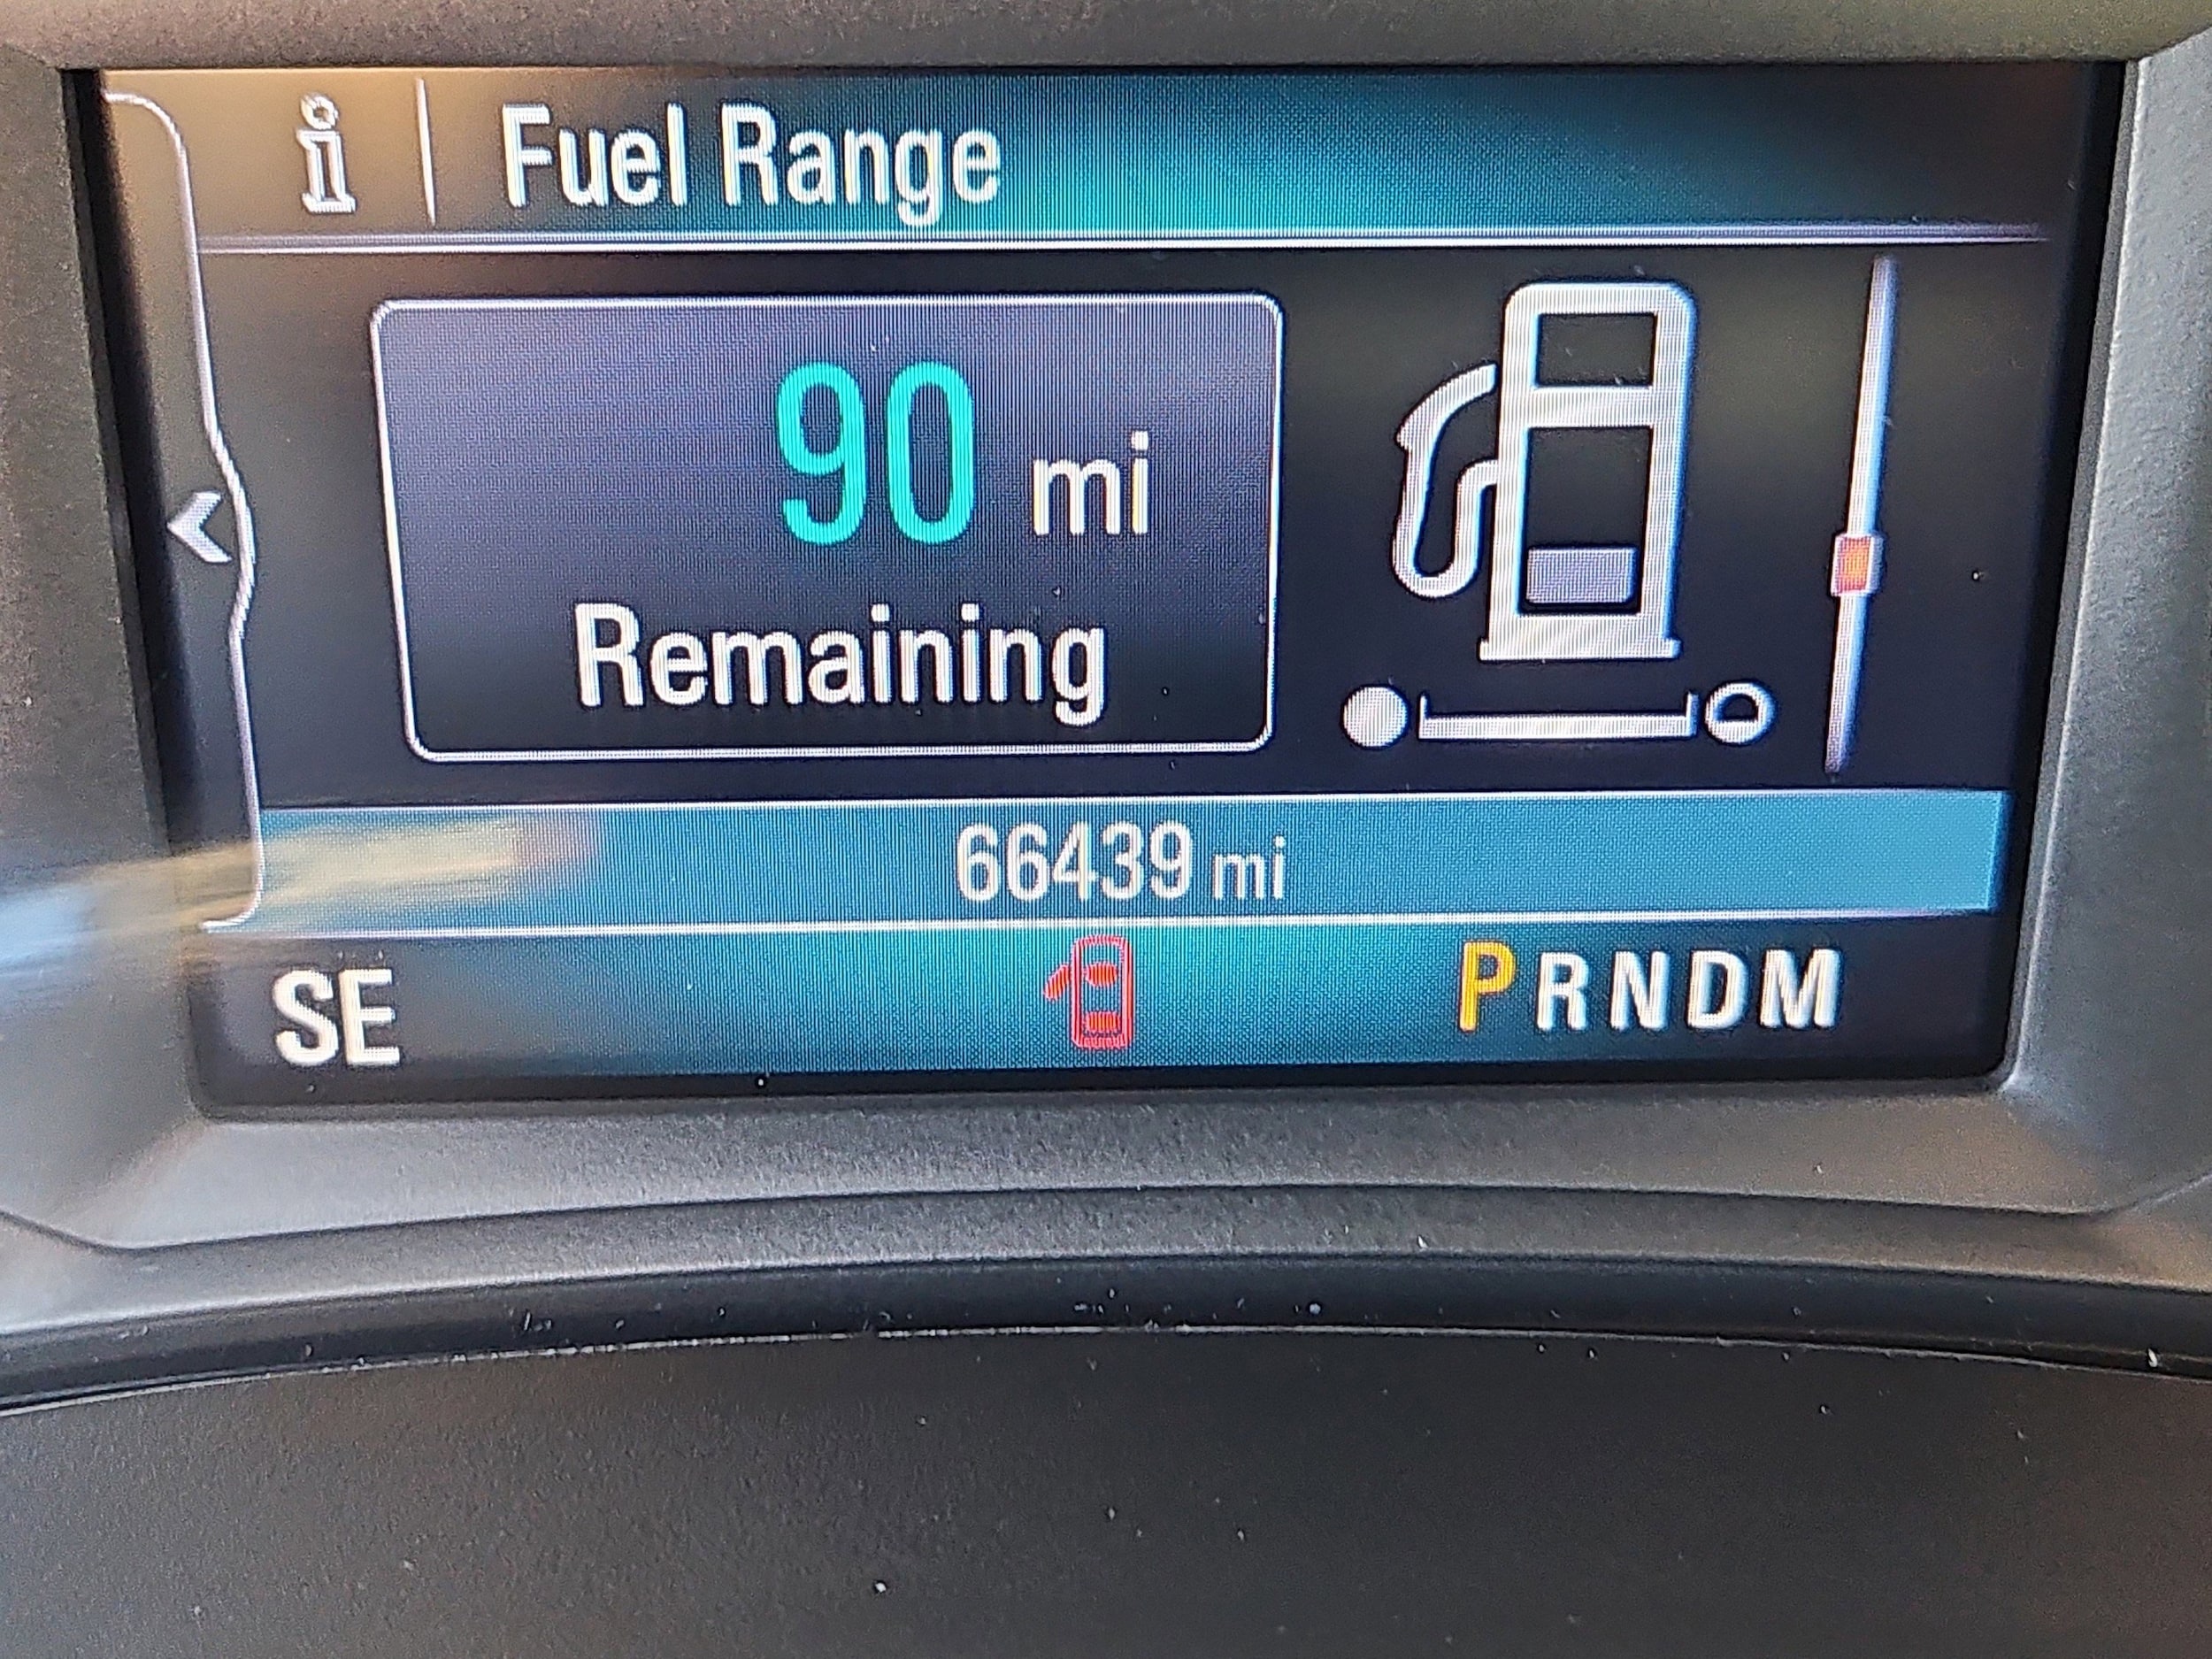 i Fuel Range
90 mi
Remaining
66439 mi
SE PRNDM